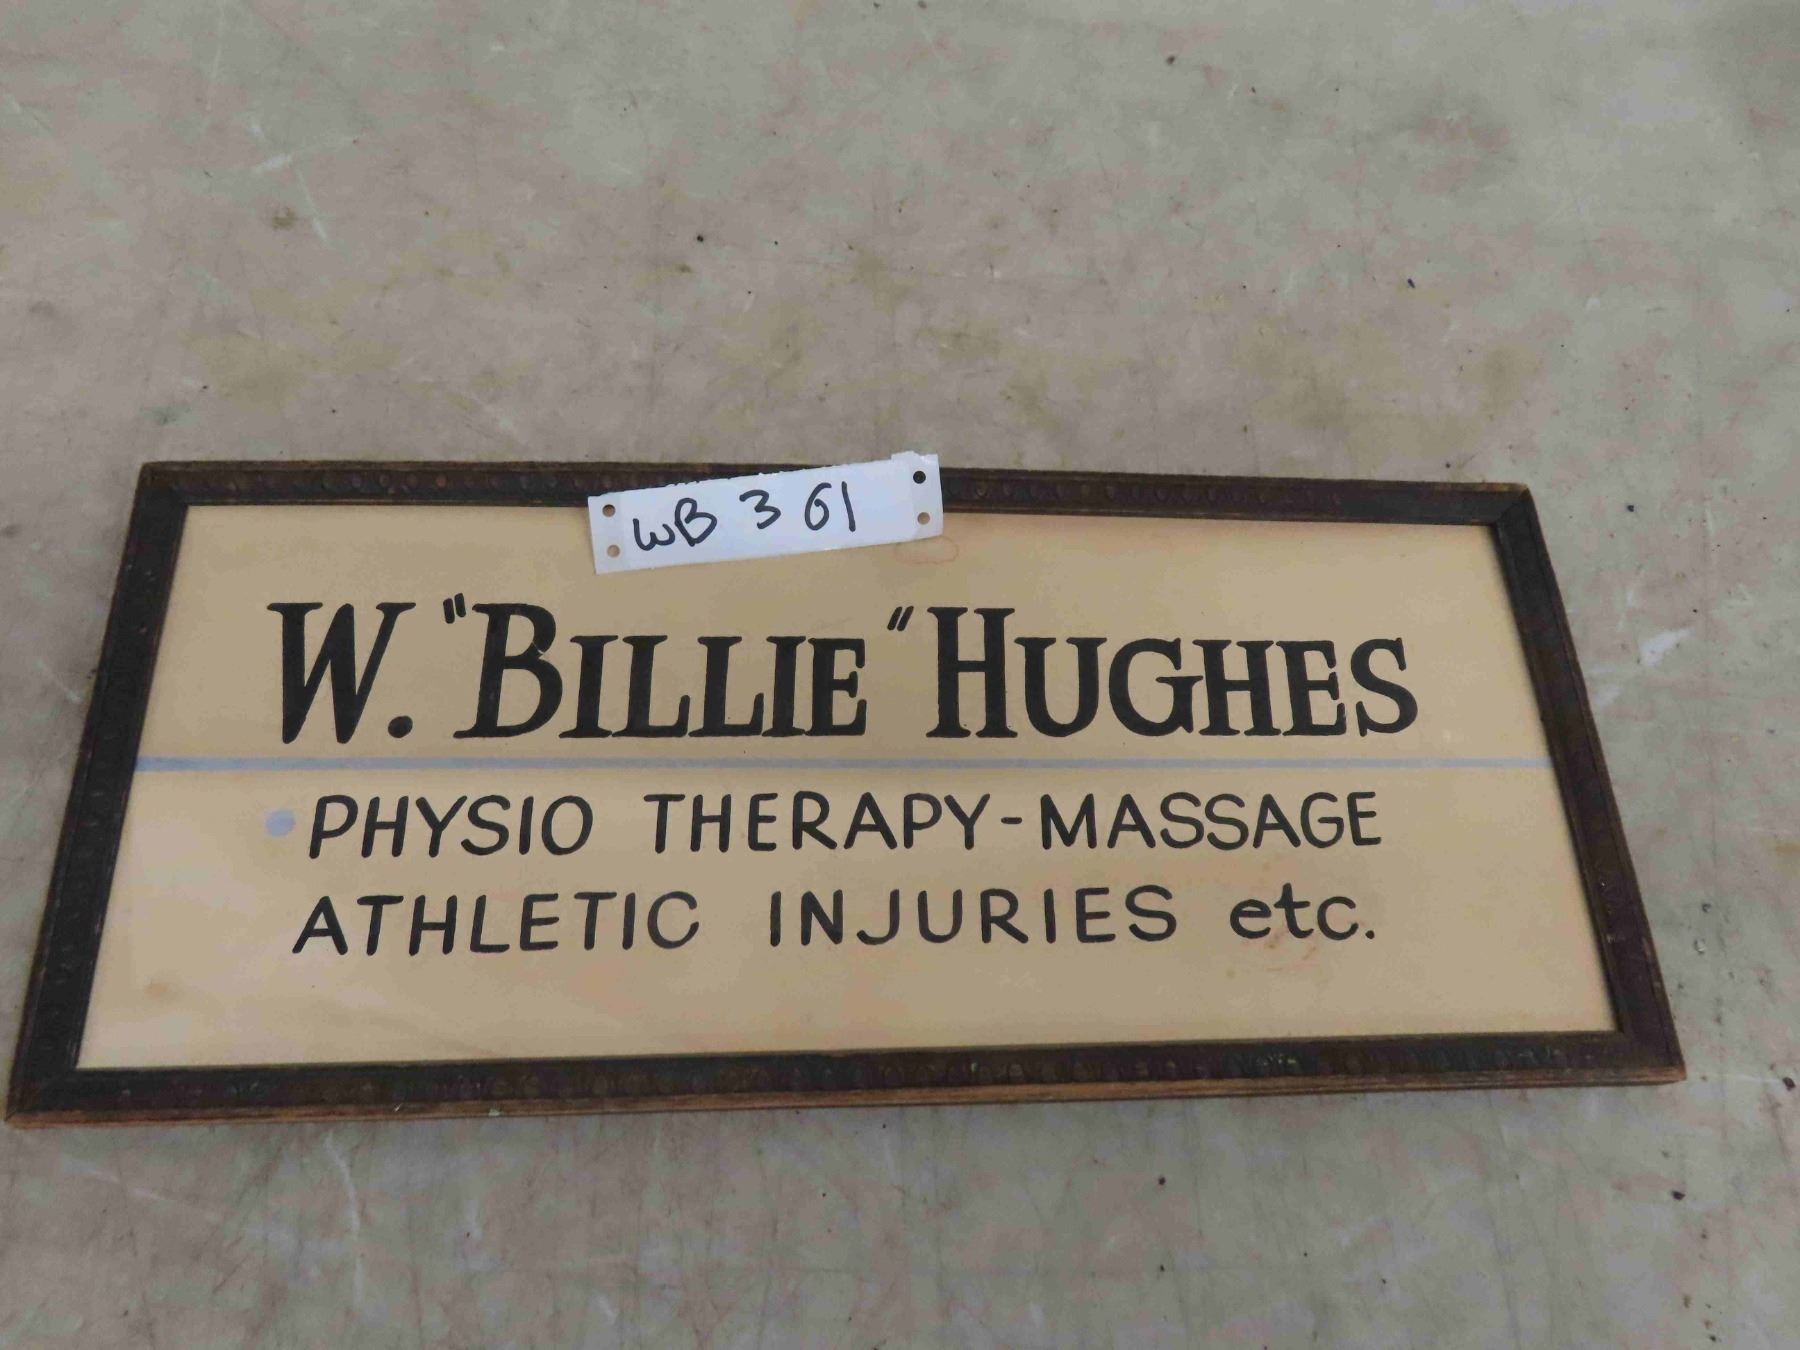 WB 361
W. "BILLIE" HUGHES
PHYSIO THERAPY-MASSAGE
ATHLETIC INJURIES etc.